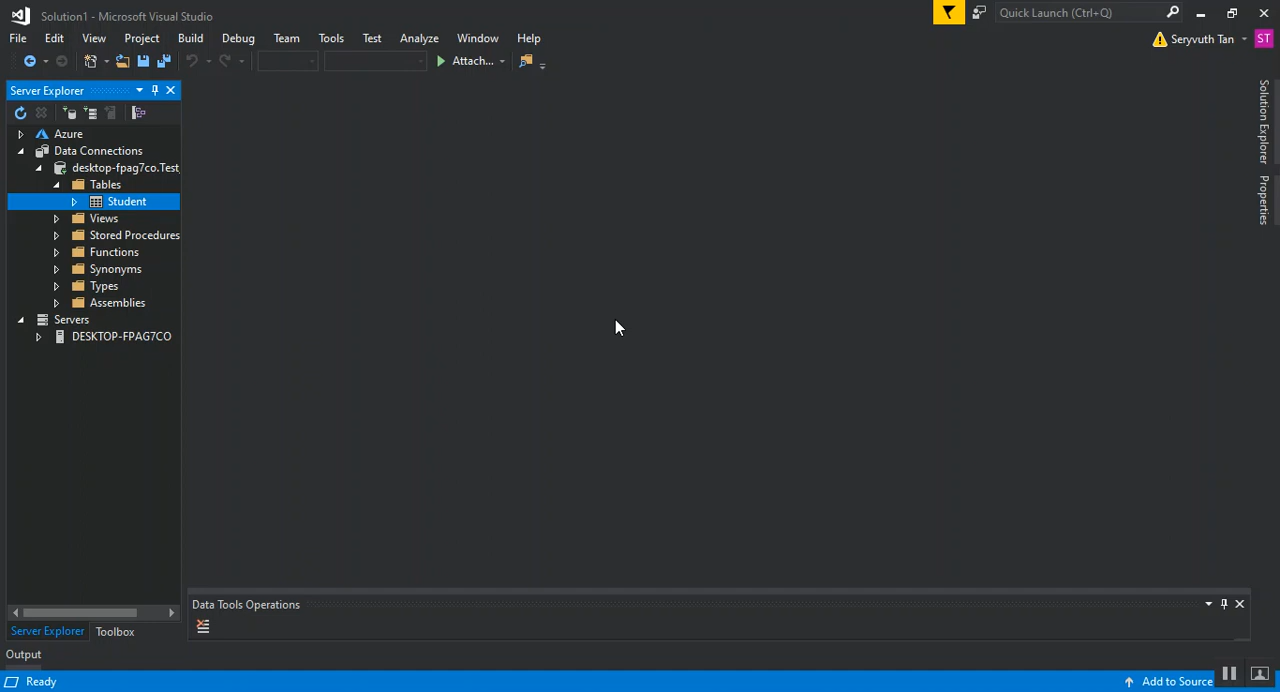 Solution1 - Microsoft Visual Studio
Quick Launch (Ctrl+Q)
File Edit View Project Build Debug Team Tools Test Analyze Window Help
Seryvuth Tan ST
Attach...
Server Explorer
Azure
Data Connections
desktop-fpag7co.Test
Tables
Student
Views
Stored Procedures
Functions
Synonyms
Types
Assemblies
Servers
DESKTOP-FPAG7CO
Solution Explorer
Properties
Data Tools Operations
Server Explorer Toolbox
Output
Ready
Add to Source